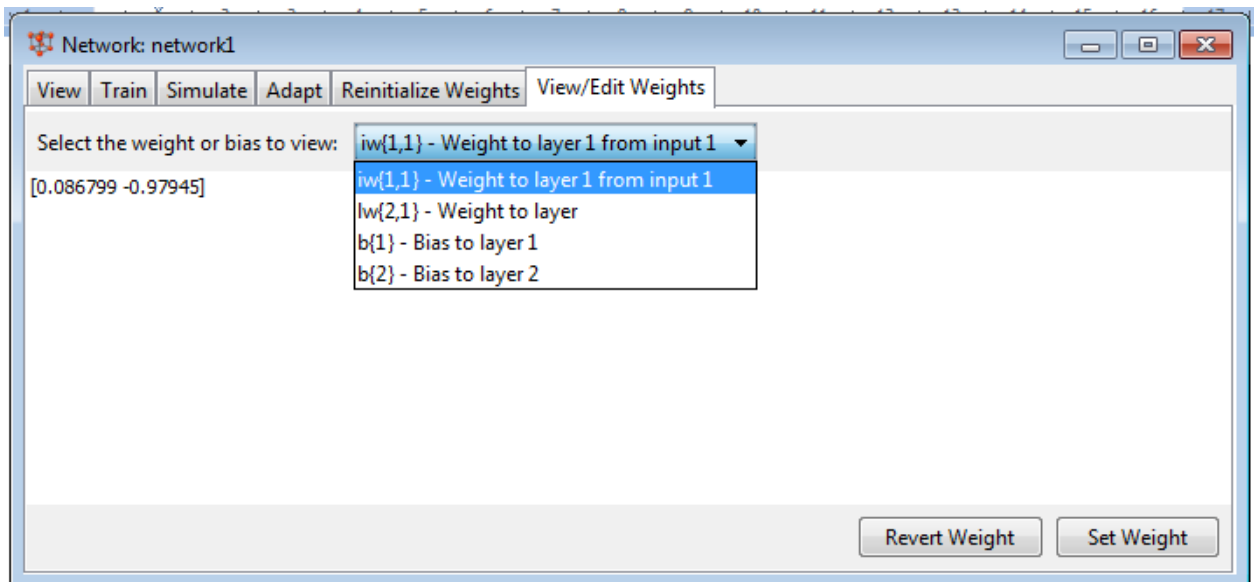 Network: network1
View Train Simulate Adapt Reinitialize Weights View/Edit Weights
Select the weight or bias to view: iw{1,1} - Weight to layer 1 from input 1
[0.086799 -0.97945]
iw{1,1} - Weight to layer 1 from input 1
lw{2,1} - Weight to layer
b{1} - Bias to layer 1
b{2} - Bias to layer 2
Revert Weight Set Weight